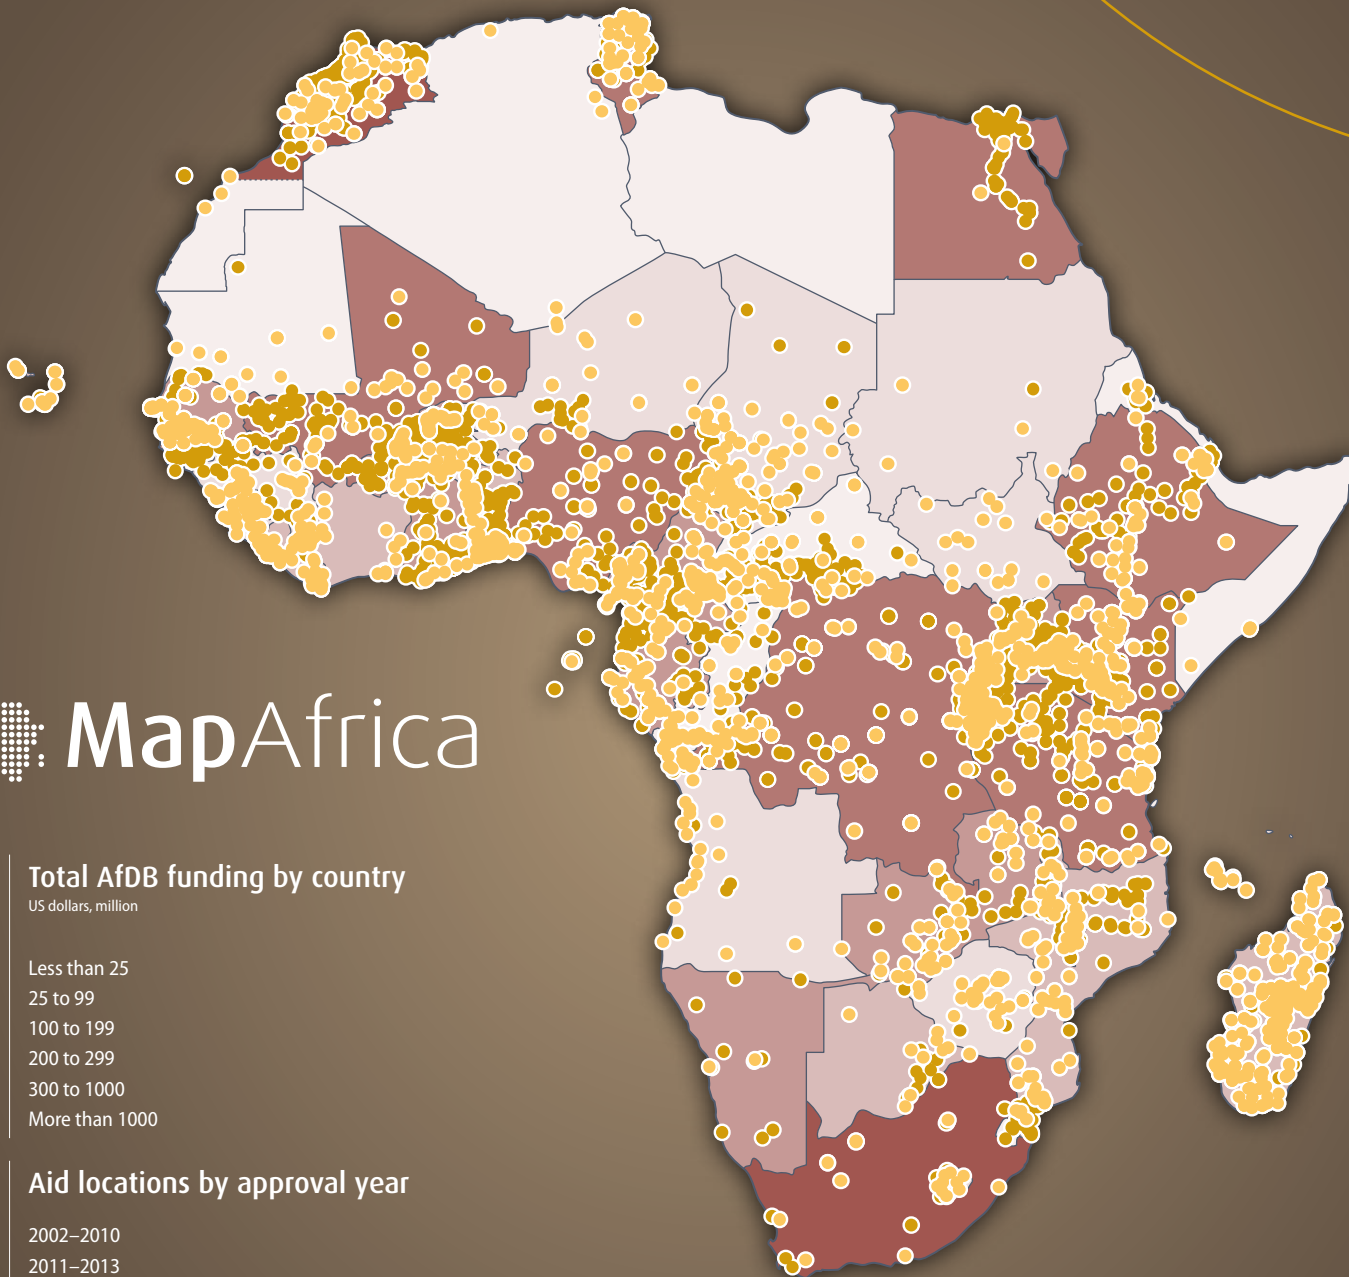 MapAfrica
Total AfDB funding by country
US dollars, million
Less than 25
25 to 99
100 to 199
200 to 299
300 to 1000
More than 1000
Aid locations by approval year
2002–2010
2011–2013